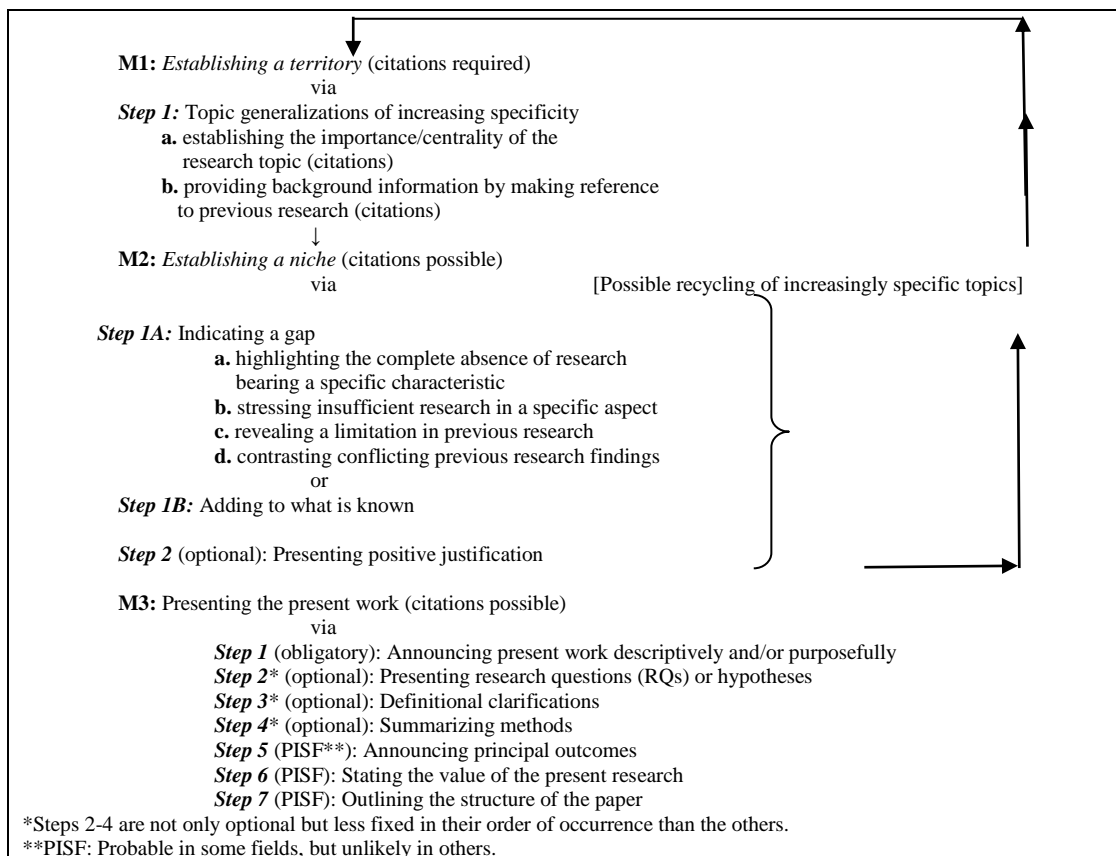 M1: Establishing a territory (citations required)
via
Step 1: Topic generalizations of increasing specificity
a. establishing the importance/centrality of the
research topic (citations)
b. providing background information by making reference
to previous research (citations)
↓
M2: Establishing a niche (citations possible)
via
[Possible recycling of increasingly specific topics]
Step 1A: Indicating a gap
a. highlighting the complete absence of research
bearing a specific characteristic
b. stressing insufficient research in a specific aspect
c. revealing a limitation in previous research
d. contrasting conflicting previous research findings
or
Step 1B: Adding to what is known
Step 2 (optional): Presenting positive justification
M3: Presenting the present work (citations possible)
via
Step 1 (obligatory): Announcing present work descriptively and/or purposefully
Step 2* (optional): Presenting research questions (RQs) or hypotheses
Step 3* (optional): Definitional clarifications
Step 4* (optional): Summarizing methods
Step 5 (PISF**): Announcing principal outcomes
Step 6 (PISF): Stating the value of the present research
Step 7 (PISF): Outlining the structure of the paper
*Steps 2-4 are not only optional but less fixed in their order of occurrence than the others.
**PISF: Probable in some fields, but unlikely in others.